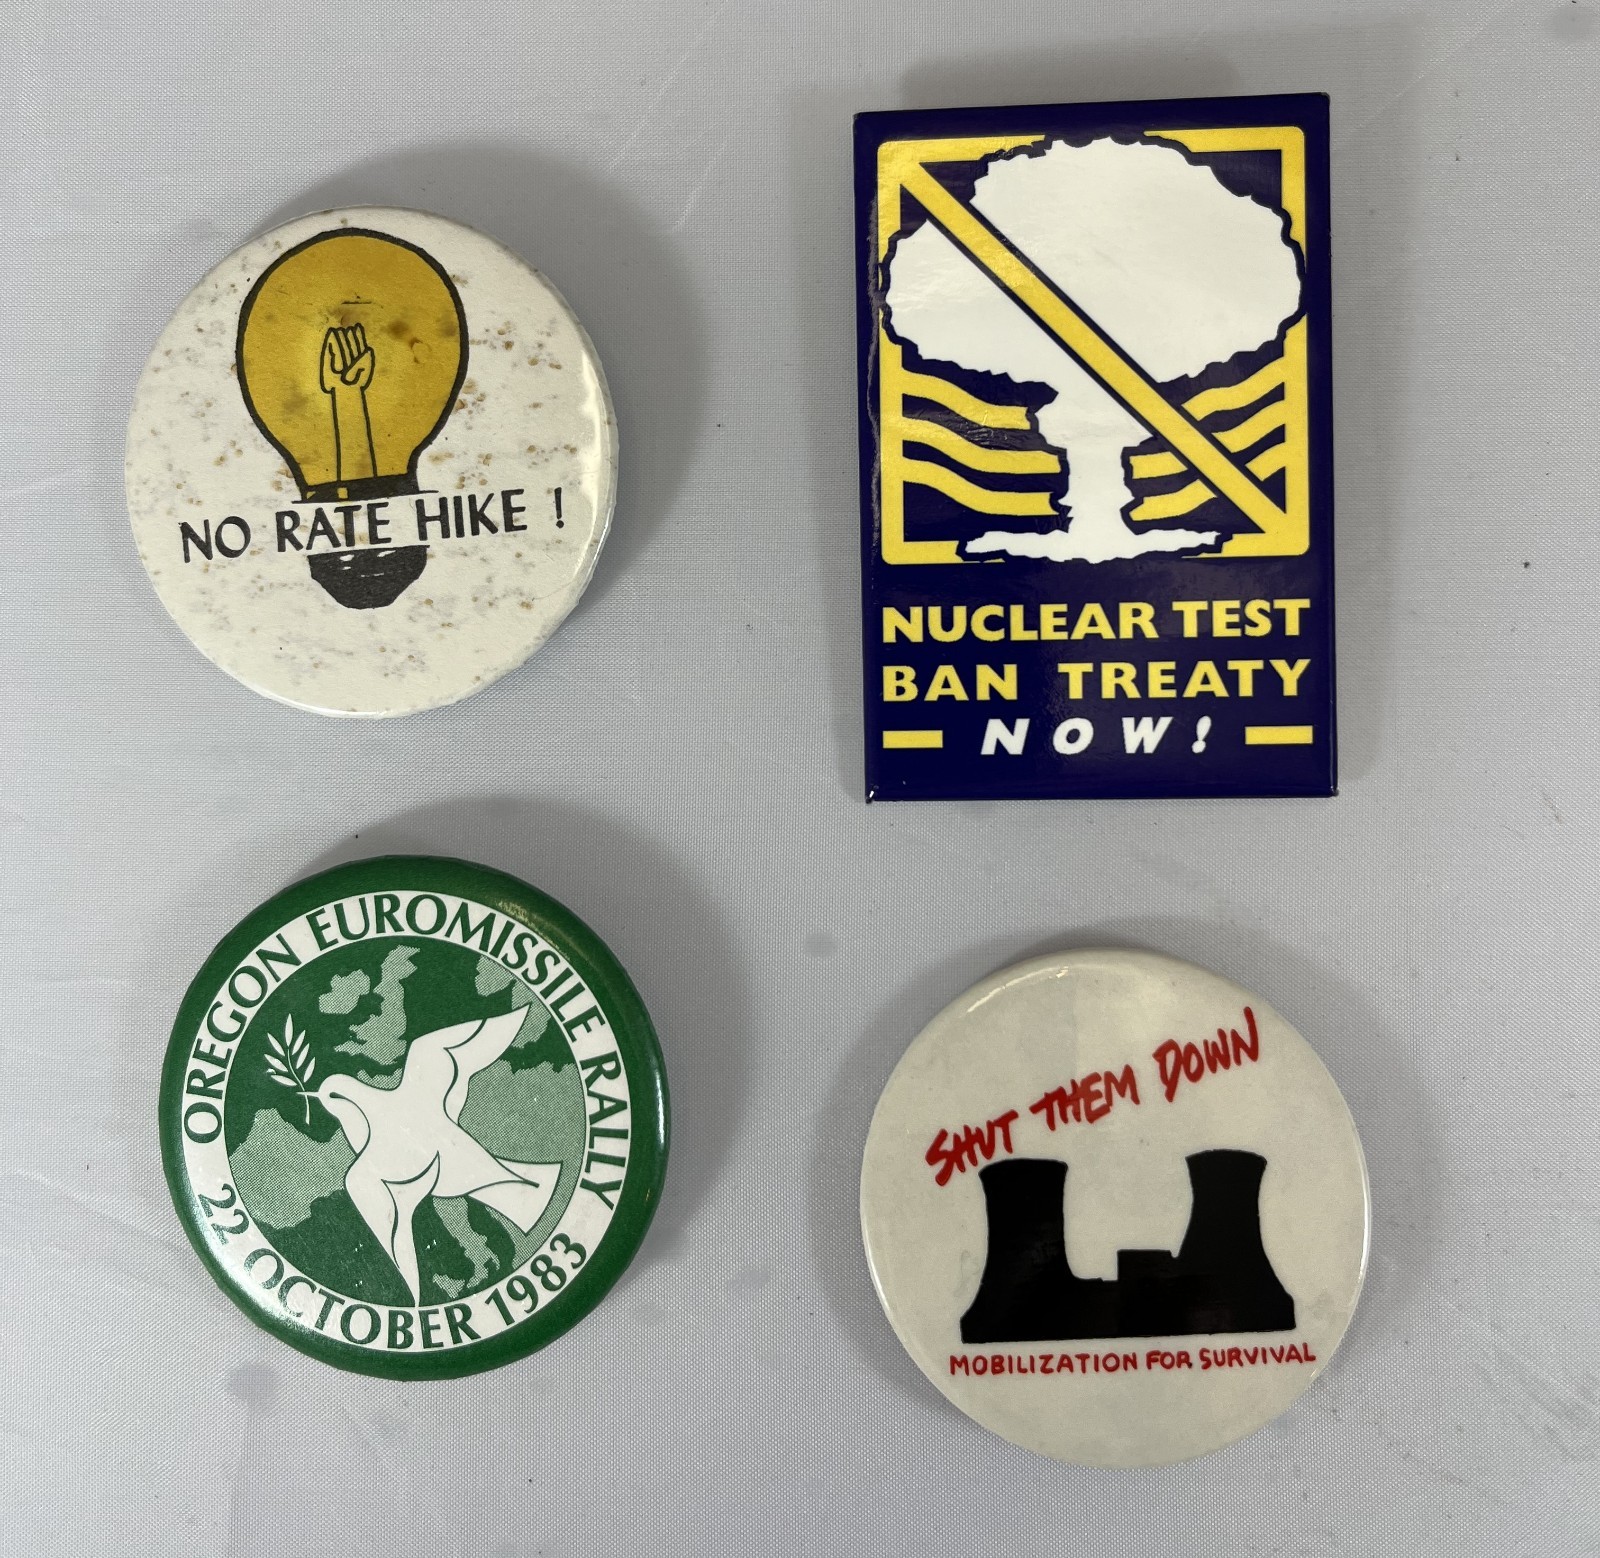 NO RATE HIKE !
NUCLEAR TEST
BAN TREATY
NOW!
OREGON EUROMISSILE RALLY
22 OCTOBER 1983
SHUT THEM DOWN
MOBILIZATION FOR SURVIVAL